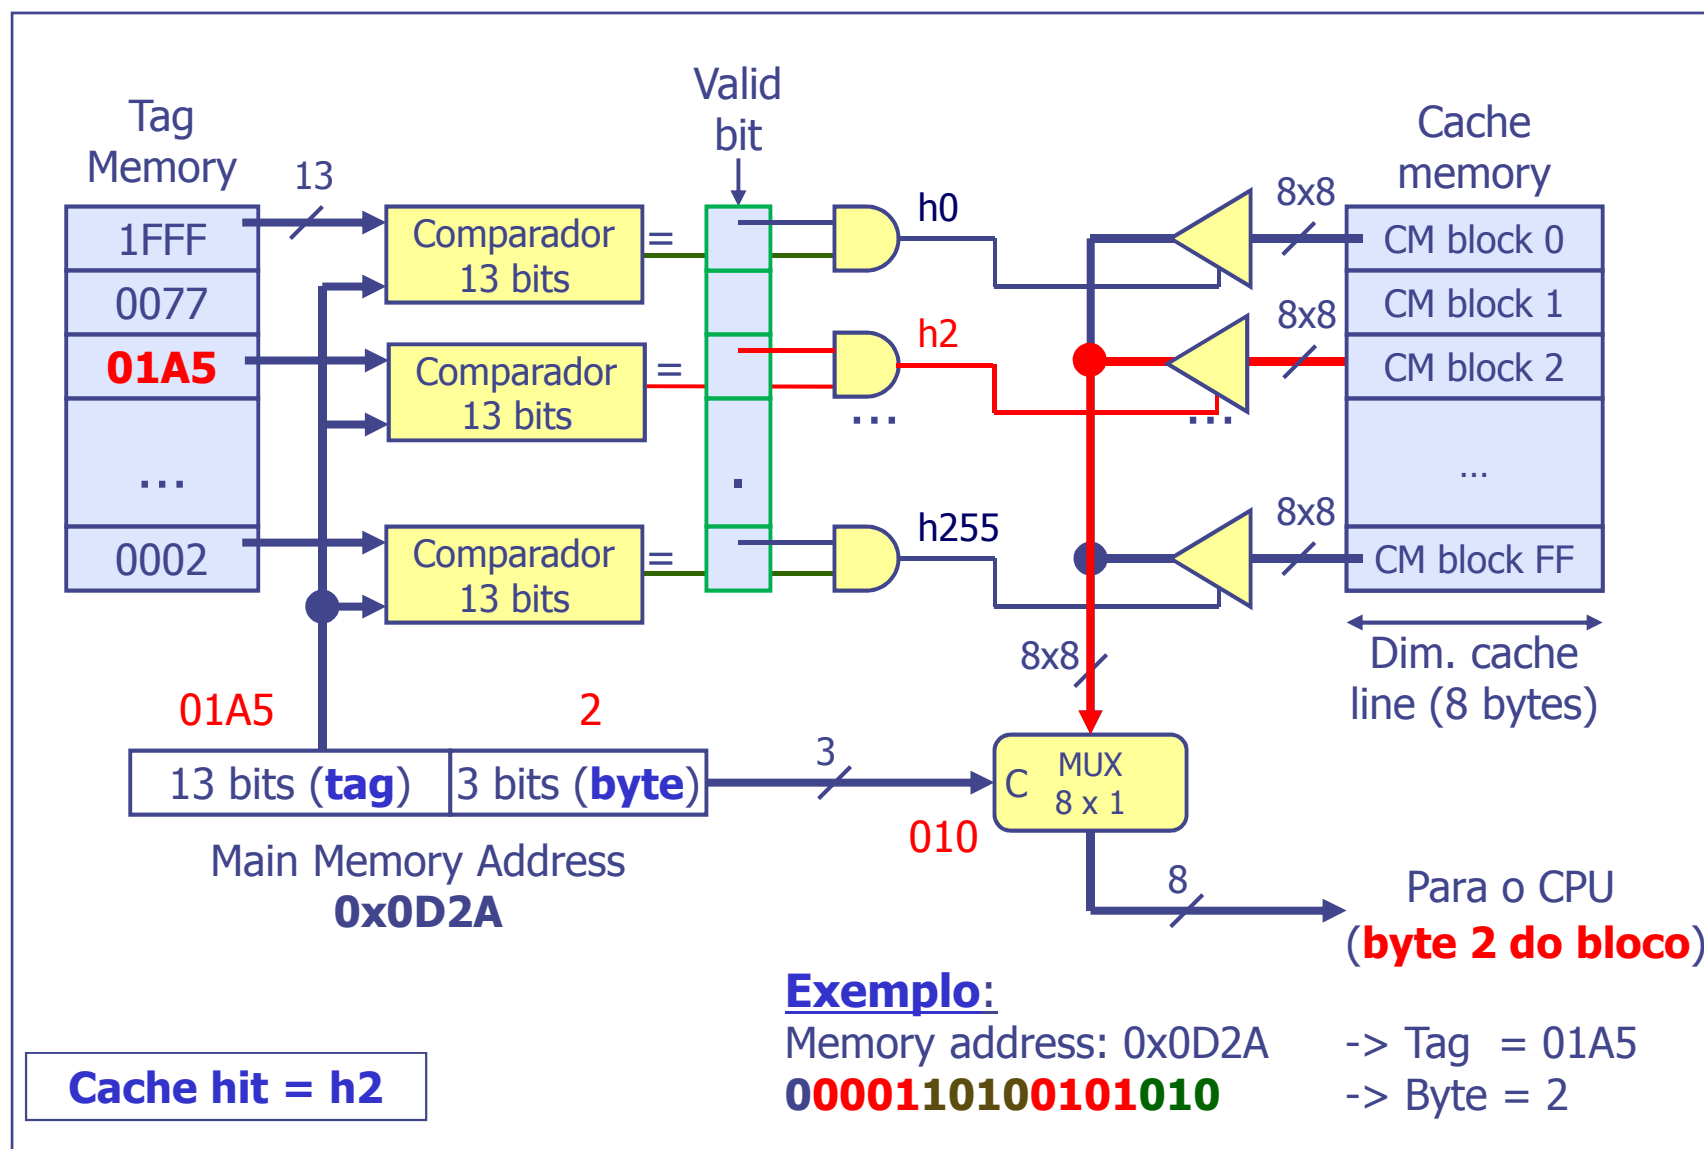 Valid
bit
Tag
Memory
Cache
memory
13
1FFF
0077
01A5
...
0002
Comparador
13 bits
=
Comparador
13 bits
=
Comparador
13 bits
=
.
h0
h2
...
h255
8x8
8x8
...
8x8
CM block 0
CM block 1
CM block 2
...
CM block FF
8x8
Dim. cache
line (8 bytes)
01A5
2
13 bits (tag)
3 bits (byte)
3
C
MUX
8 x 1
010
Main Memory Address
0x0D2A
8
Para o CPU
(byte 2 do bloco)
Exemplo:
Memory address: 0x0D2A -> Tag = 01A5
0000110100101010 -> Byte = 2
Cache hit = h2